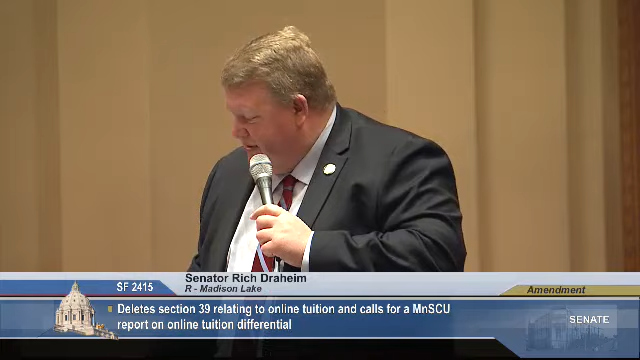 SF 2415
Senator Rich Draheim
R - Madison Lake
Amendment
Deletes section 39 relating to online tuition and calls for a MnSCU
report on online tuition differential
SENATE